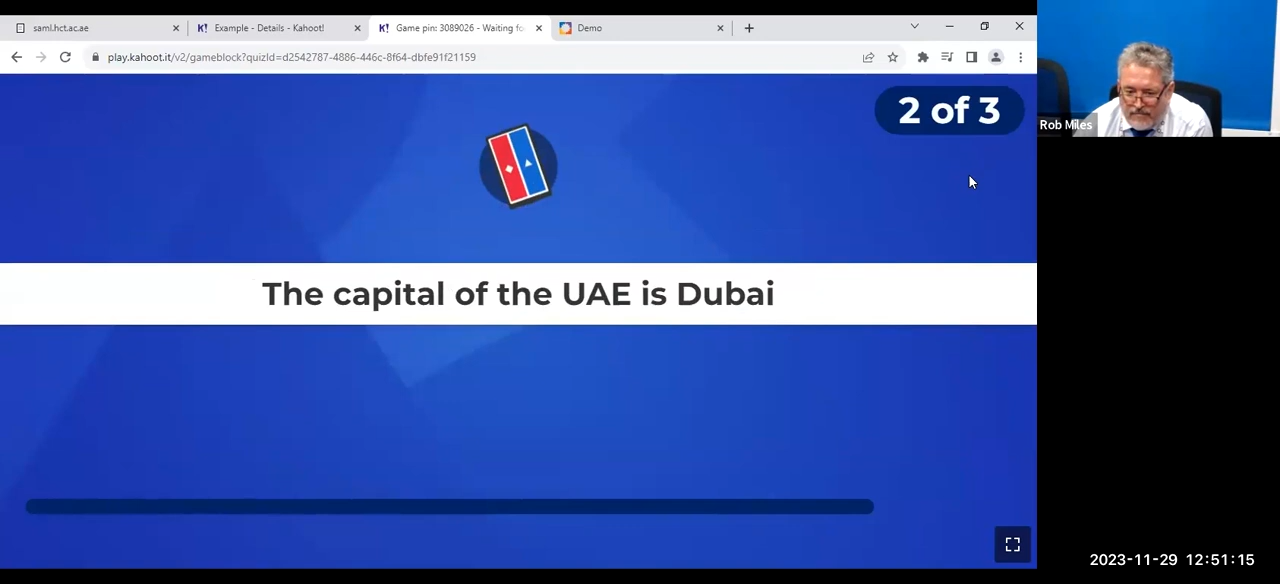 saml.hct.ac.ae
Example - Details - Kahoot!
Game pin: 3089026 - Waiting fo
Demo
play.kahoot.it/v2/gameblock?quizId=d2542787-4886-446c-8f64-dbfe91f21159
2 of 3
Rob Miles
The capital of the UAE is Dubai
2023-11-29 12:51:15